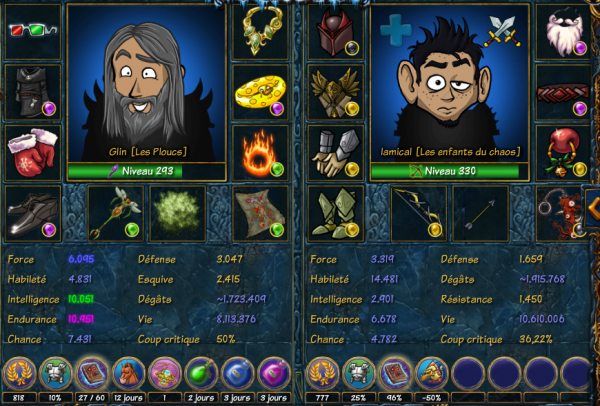 Glin [Les Ploucs]
Niveau 293
Force 6.095 Défense 3.047
Habileté 4.831 Esquive 2.415
Intelligence 10.051 Dégâts ~1.723.409
Endurance 10.951 Vie 8,113,376
Chance 7.431 Coup critique 50%
818 10% 27 / 60 12 jours 1 2 jours 3 jours 3 jours
Iamical [Les enfants du chaos]
Niveau 330
Force 3.319 Défense 1.659
Habileté 14.481 Dégâts ~1.915.768
Intelligence 2.901 Résistance 1,450
Endurance 6.678 Vie 10.610.006
Chance 4.782 Coup critique 36,22%
777 25% 96% -50%